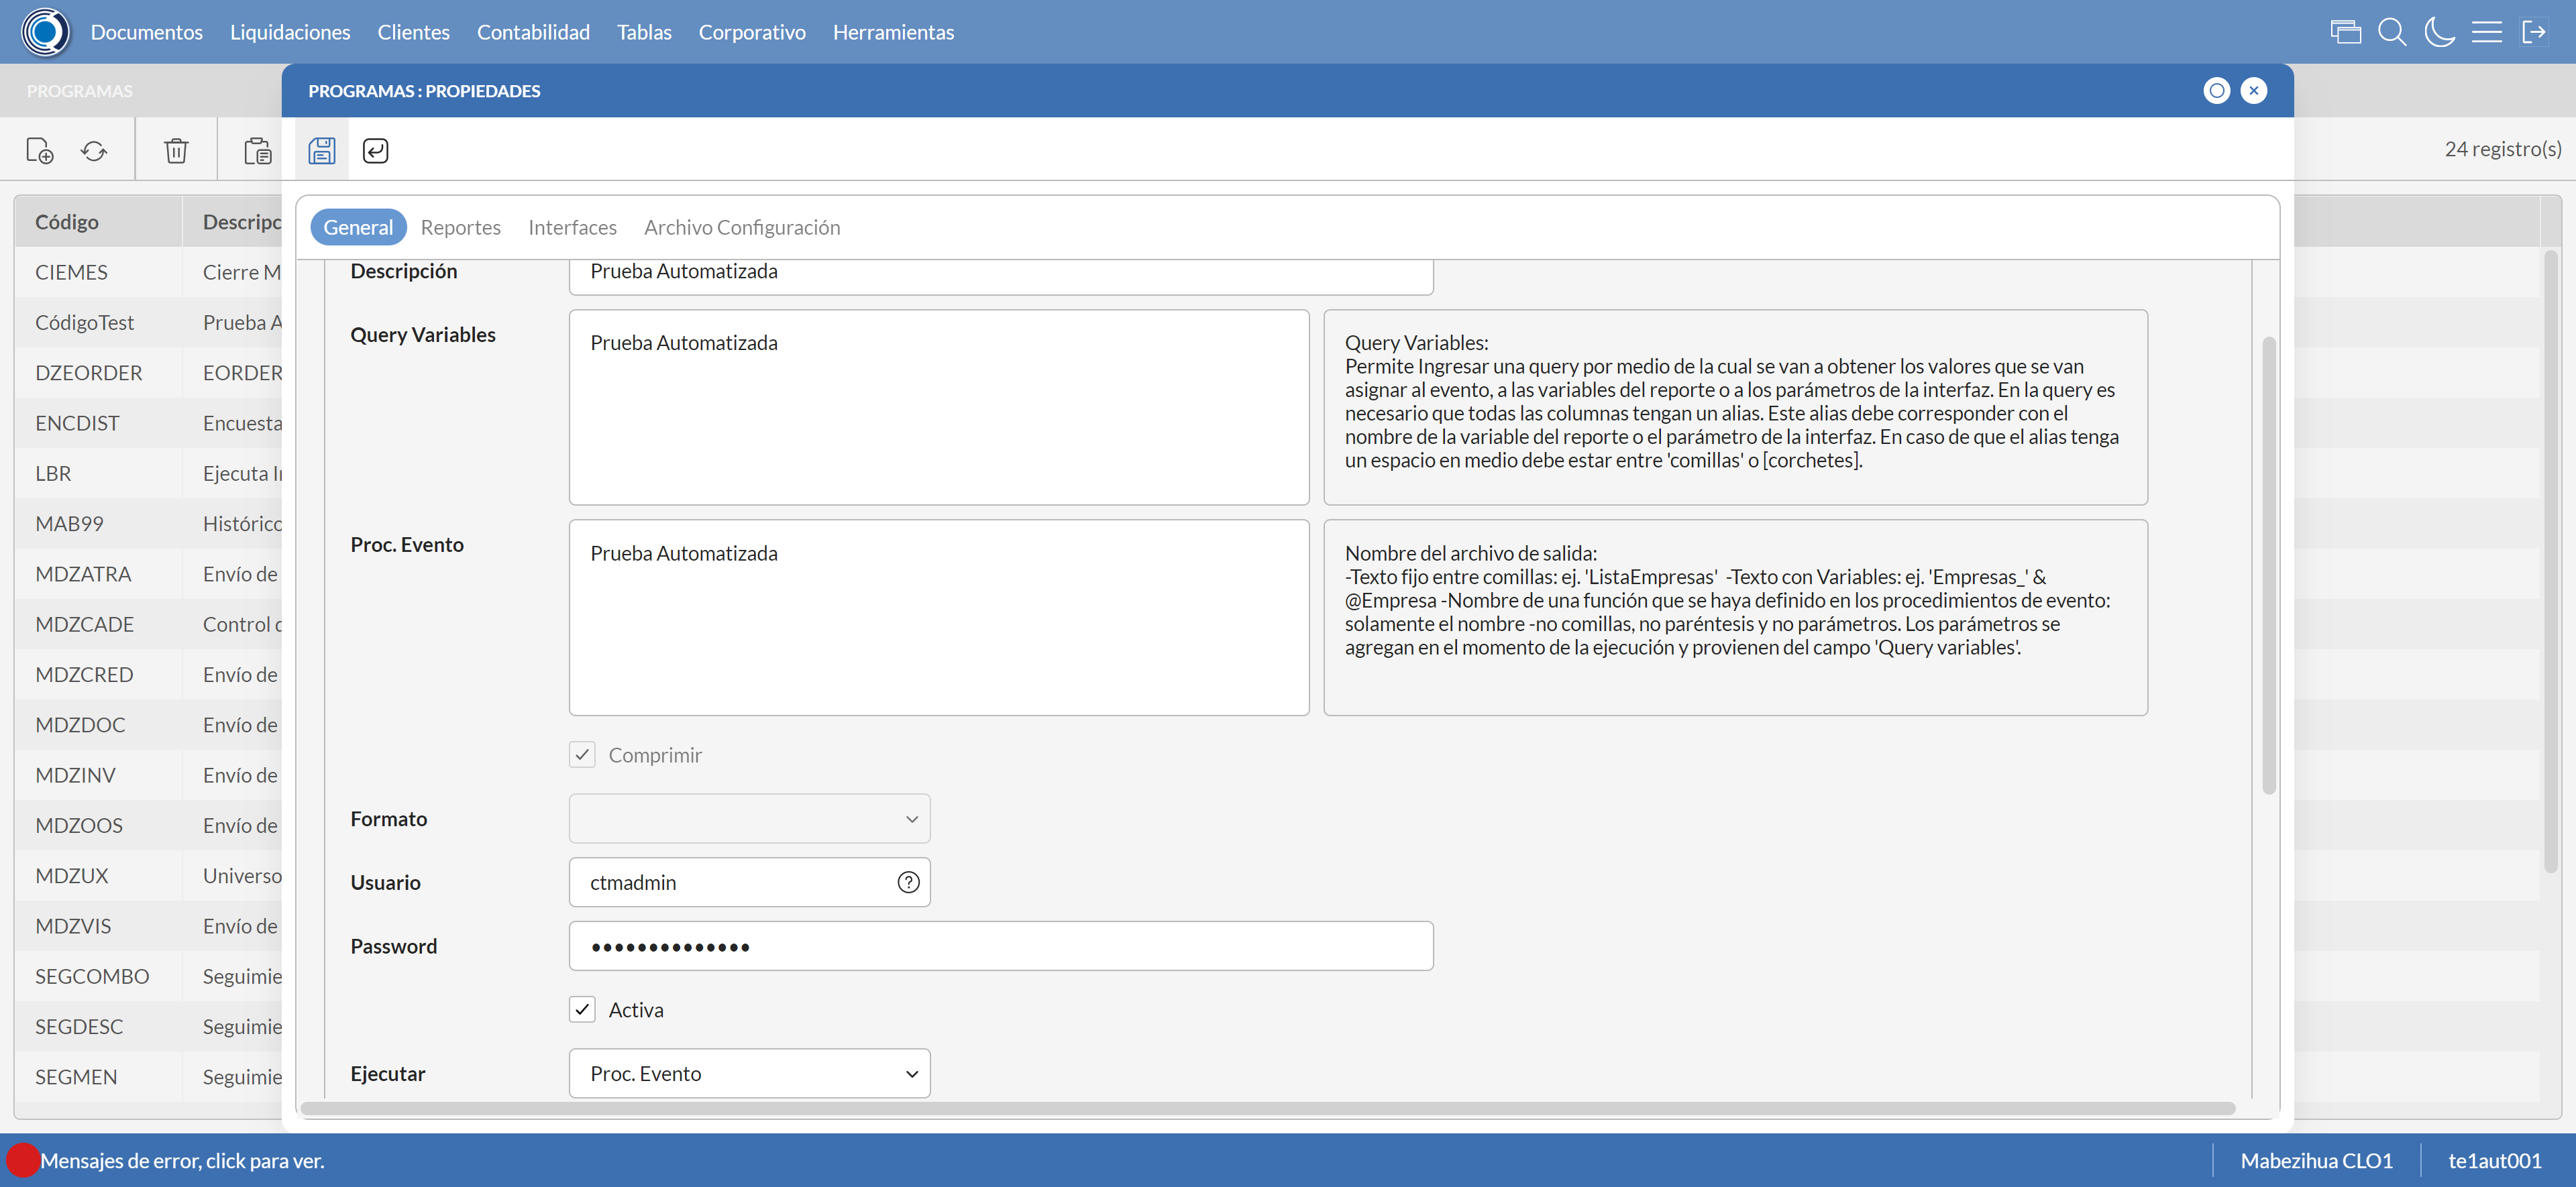 Documentos Liquidaciones Clientes Contabilidad Tablas Corporativo Herramientas
PROGRAMAS
PROGRAMAS : PROPIEDADES
24 registro(s)
General Reportes Interfaces Archivo Configuración
Código Descripc
CIEMES Cierre M
CódigoTest Prueba A
DZEORDER EORDER
ENCDIST Encuesta
LBR Ejecuta I
MAB99 Histórico
MDZATRA Envío de
MDZCADE Control
MDZCRED Envío de
MDZDOC Envío de
MDZINV Envío de
MDZOOS Envío de
MDZUX Universo
MDZVIS Envío de
SEGCOMBO Seguimie
SEGDESC Seguimie
SEGMEN Seguimie
Descripción Prueba Automatizada
Query Variables Prueba Automatizada
Query Variables:
Permite Ingresar una query por medio de la cual se van a obtener los valores que se van
asignar al evento, a las variables del reporte o a los parámetros de la interfaz. En la query es
necesario que todas las columnas tengan un alias. Este alias debe corresponder con el
nombre de la variable del reporte o el parámetro de la interfaz. En caso de que el alias tenga
un espacio en medio debe estar entre 'comillas' o [corchetes].
Proc. Evento Prueba Automatizada
Nombre del archivo de salida:
-Texto fijo entre comillas: ej. 'ListaEmpresas' -Texto con Variables: ej. 'Empresas_' &
@Empresa -Nombre de una función que se haya definido en los procedimientos de evento:
solamente el nombre -no comillas, no paréntesis y no parámetros. Los parámetros se
agregan en el momento de la ejecución y provienen del campo 'Query variables'.
Comprimir
Formato
Usuario ctmadmin
Password ••••••••••••••
Activa
Ejecutar Proc. Evento
Mensajes de error, click para ver.
Mabezihua CLO1 te1aut001